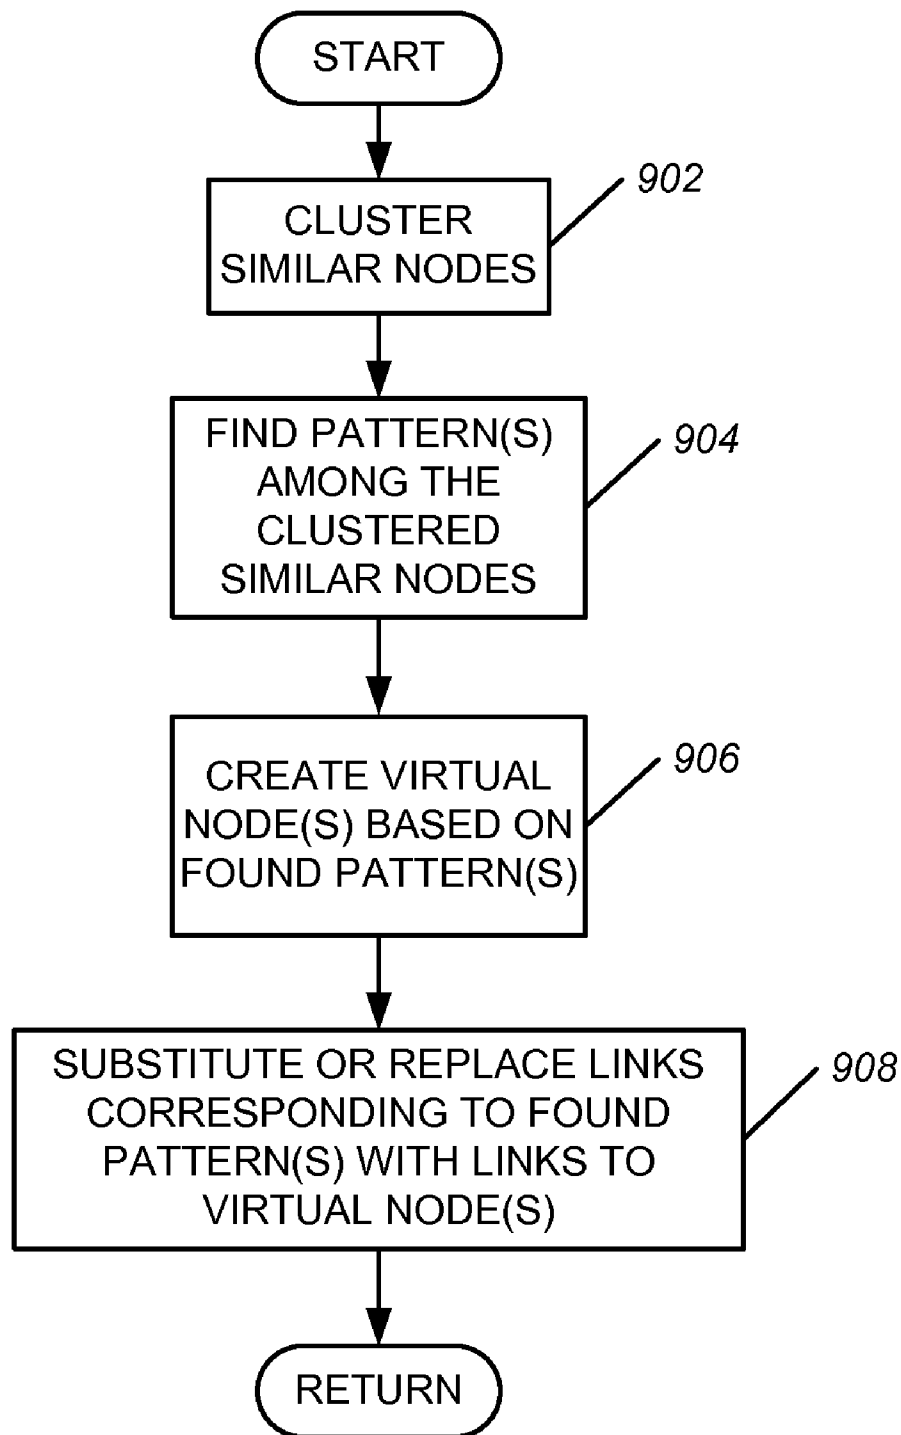 START
902
CLUSTER
SIMILAR NODES
904
FIND PATTERN(S)
AMONG THE
CLUSTERED
SIMILAR NODES
906
CREATE VIRTUAL
NODE(S) BASED ON
FOUND PATTERN(S)
908
SUBSTITUTE OR REPLACE LINKS
CORRESPONDING TO FOUND
PATTERN(S) WITH LINKS TO
VIRTUAL NODE(S)
RETURN